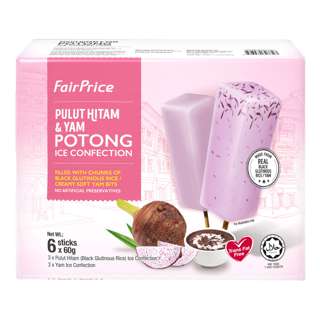 FairPrice
PULUT HITAM
& YAM
POTONG
ICE CONFECTION
FILLED WITH CHUNKS OF
BLACK GLUTINOUS RICE /
CREAMY SOFT YAM BITS
NO ARTIFICIAL PRESERVATIVES
MADE FROM
REAL
BLACK
GLUTINOUS
RICE / YAM
Net Wt.:
6 sticks
x 60g
3 x Pulut Hitam (Black Glutinous Rice) Ice Confection
3 x Yam Ice Confection
Trans Fat
Free
HALAL